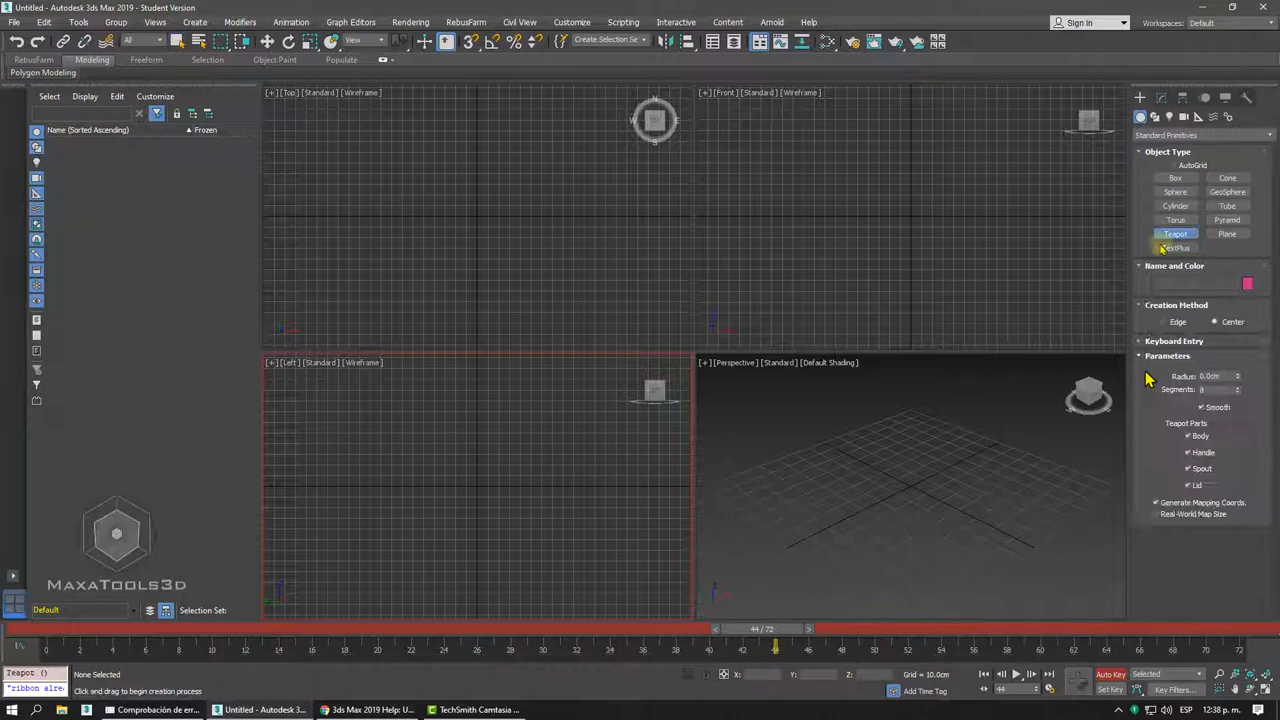 Untitled - Autodesk 3ds Max 2019 - Student Version
File Edit Tools Group Views Create Modifiers Animation Graph Editors Rendering RebusFarm Civil View Customize Scripting Interactive Content Arnold Help
Sign In Workspaces: Default
All View Create Selection Se
RebusFarm Modeling Freeform Selection Object Paint Populate
Polygon Modeling
Select Display Edit Customize
Name (Sorted Ascending) ▲ Frozen
[+] [Top] [Standard] [Wireframe]
[+] [Front] [Standard] [Wireframe]
[+] [Left] [Standard] [Wireframe]
[+] [Perspective] [Standard] [Default Shading]
Standard Primitives
Object Type
AutoGrid
Box Cone
Sphere GeoSphere
Cylinder Tube
Torus Pyramid
Teapot Plane
TextPlus
Name and Color
Creation Method
Edge Center
Keyboard Entry
Parameters
Radius: 0.0cm
Segments: 8
Smooth
Teapot Parts
Body
Handle
Spout
Lid
Generate Mapping Coords.
Real-World Map Size
MAXATOOLS3D
Default Selection Set:
44 / 72
0 2 4 6 8 10 12 14 16 18 20 22 24 26 28 30 32 34 36 38 40 42 44 46 48 50 52 54 56 58 60 62 64 66 68 70 72
Teapot ()
"ribbon alre
None Selected
Click and drag to begin creation process
X: Y: Z: Grid = 10.0cm
Add Time Tag
44
Auto Key Selected
Set Key Key Filters...
Comprobación de err...
Untitled - Autodesk 3...
3ds Max 2019 Help: U...
TechSmith Camtasia ...
ESP 12:38 p. m.